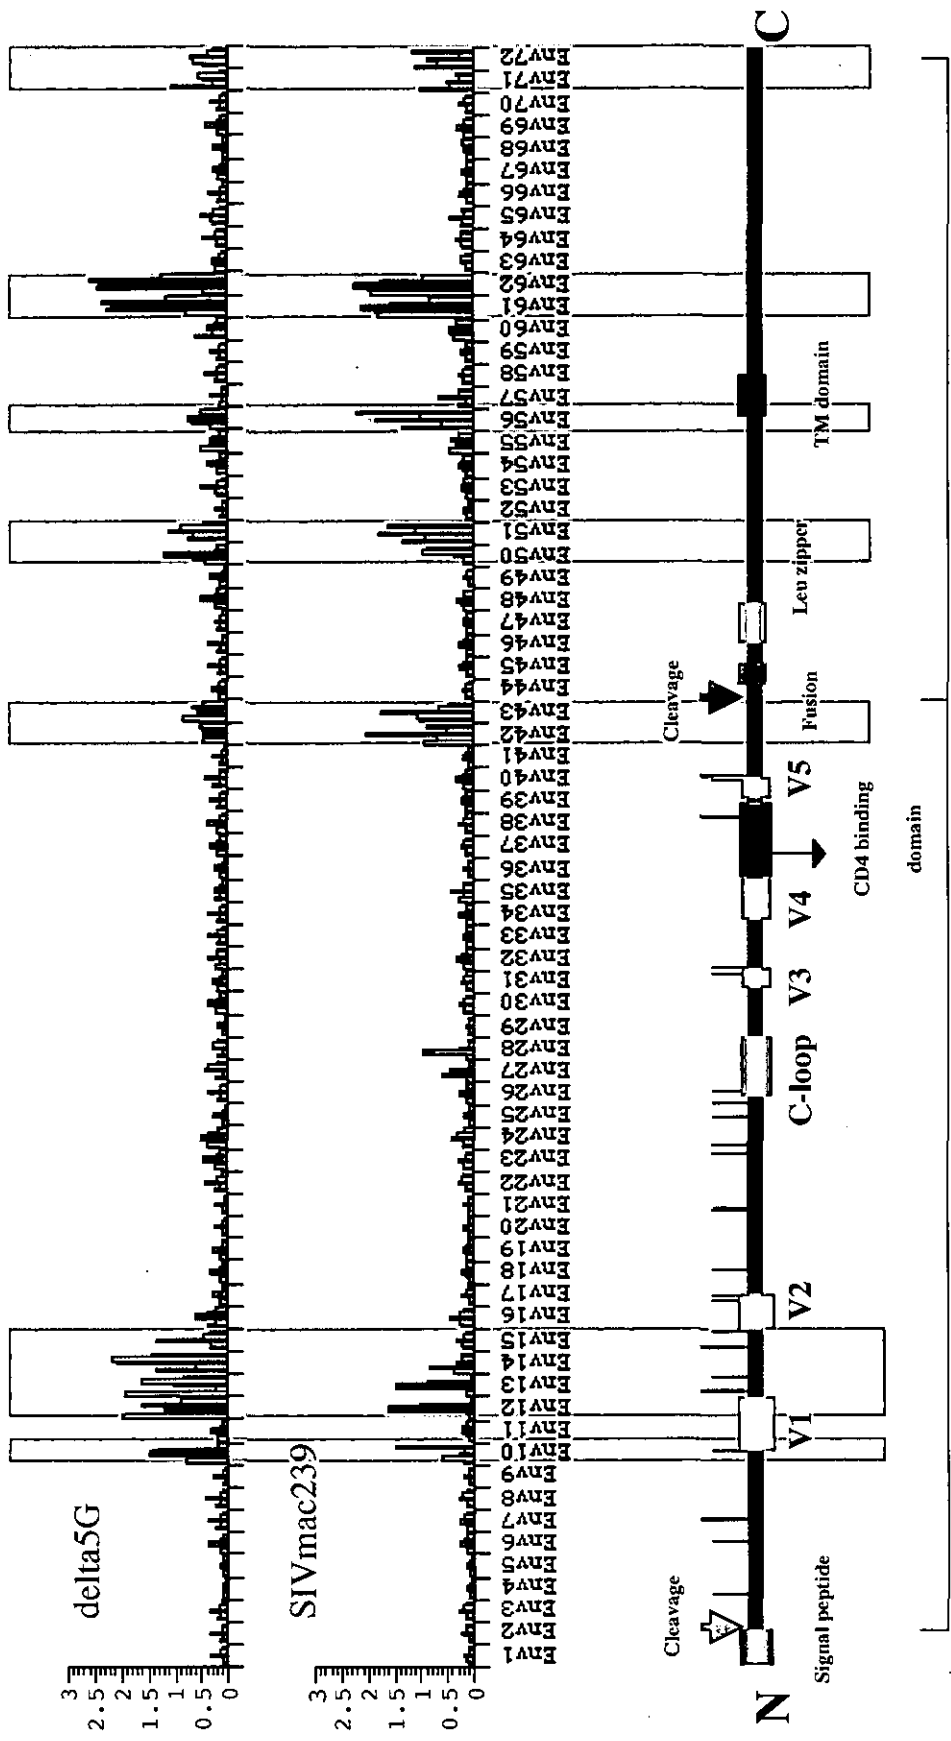 delta5G
3
2.5
2
1.5
1
0.5
0
SIVmac239
3
2.5
2
1.5
1
0.5
0
Env1
Env2
Env3
Env4
Env5
Env6
Env7
Env8
Env9
Env10
Env11
Env12
Env13
Env14
Env15
Env16
Env17
Env18
Env19
Env20
Env21
Env22
Env23
Env24
Env25
Env26
Env27
Env28
Env29
Env30
Env31
Env32
Env33
Env34
Env35
Env36
Env37
Env38
Env39
Env40
Env41
Env42
Env43
Env44
Env45
Env46
Env47
Env48
Env49
Env50
Env51
Env52
Env53
Env54
Env55
Env56
Env57
Env58
Env59
Env60
Env61
Env62
Env63
Env64
Env65
Env66
Env67
Env68
Env69
Env70
Env71
Env72
Cleavage
Cleavage
N
C
Signal peptide
V1
V2
C-loop
V3
V4
V5
Fusion
Leu zipper
TM domain
CD4 binding
domain